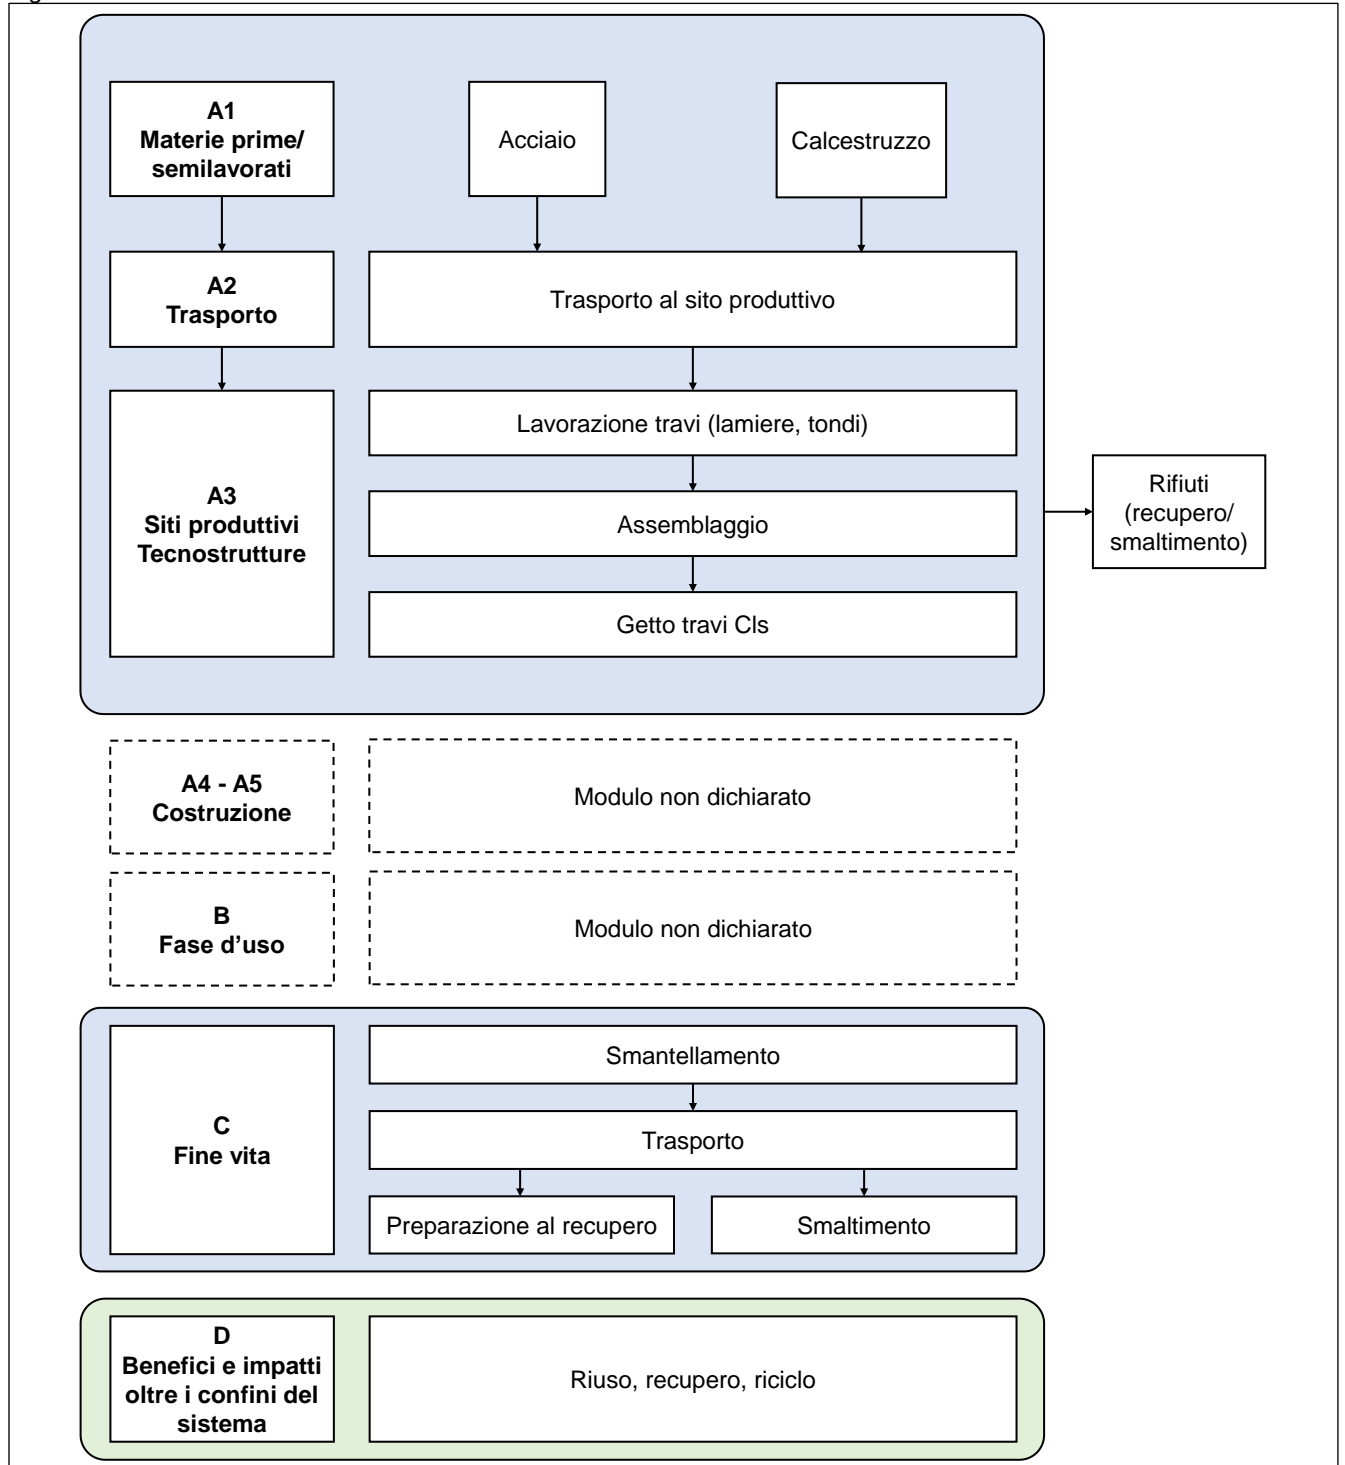 A1
Materie prime/
semilavorati
Acciaio
Calcestruzzo
A2
Trasporto
Trasporto al sito produttivo
A3
Siti produttivi
Tecnostrutture
Lavorazione travi (lamiere, tondi)
Assemblaggio
Getto travi Cls
Rifiuti
(recupero/
smaltimento)
A4 - A5
Costruzione
Modulo non dichiarato
B
Fase d’uso
Modulo non dichiarato
C
Fine vita
Smantellamento
Trasporto
Preparazione al recupero
Smaltimento
D
Benefici e impatti
oltre i confini del
sistema
Riuso, recupero, riciclo